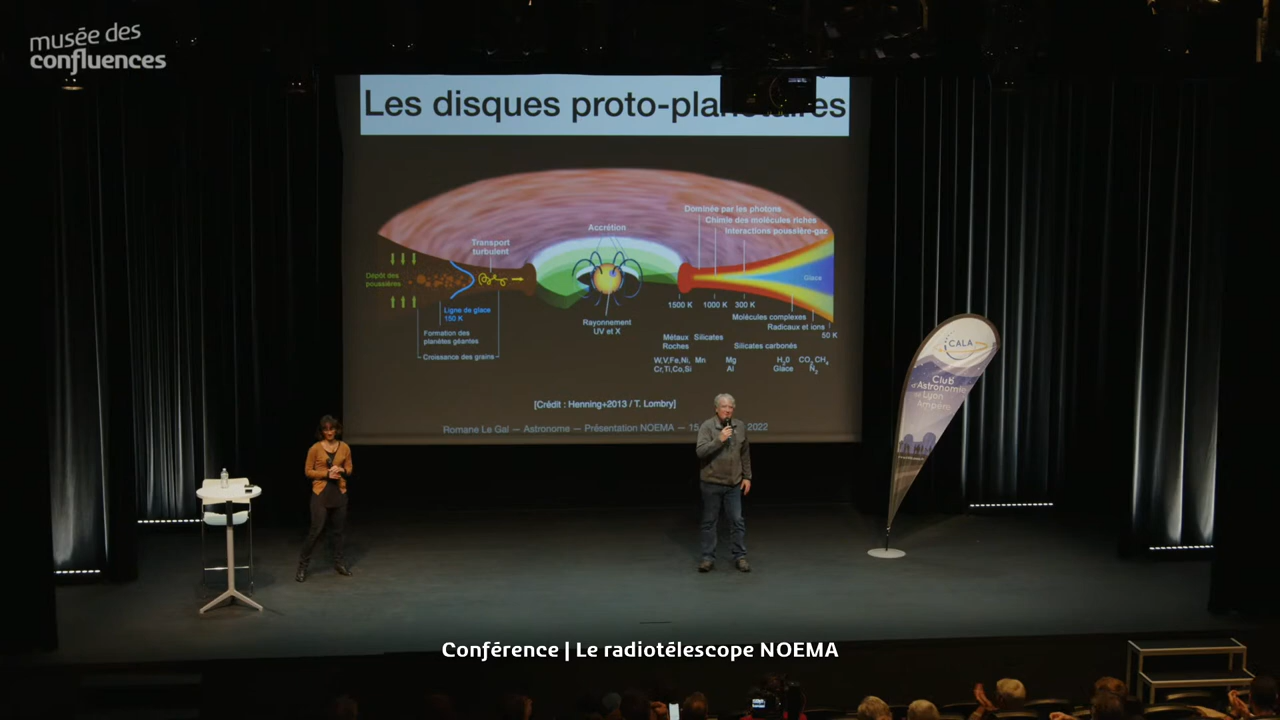 musée des
confluences
Les disques proto-planétaires
Dominée par les photons
Chimie des molécules riches
Interactions poussière-gaz
Accrétion
Transport
turbulent
Dépôt des
poussières
Glace
Ligne de glace
150 K
1500 K 1000 K 300 K
Molécules complexes
Radicaux et ions
50 K
Rayonnement
UV et X
Formation des
planètes géantes
Croissance des grains
Métaux
Roches
Silicates
Silicates carbonés
W,V,Fe,Ni,
Cr,Ti,Co,Si
Mn
Mg
Al
H₂0
Glace
CO, CH₄
N₂
[Crédit : Henning+2013 / T. Lombry]
Romane Le Gal — Astronome — Présentation NOEMA — 15 2022
CALA
Club
d'Astronomie
de Lyon
Ampère
Conférence | Le radiotélescope NOEMA